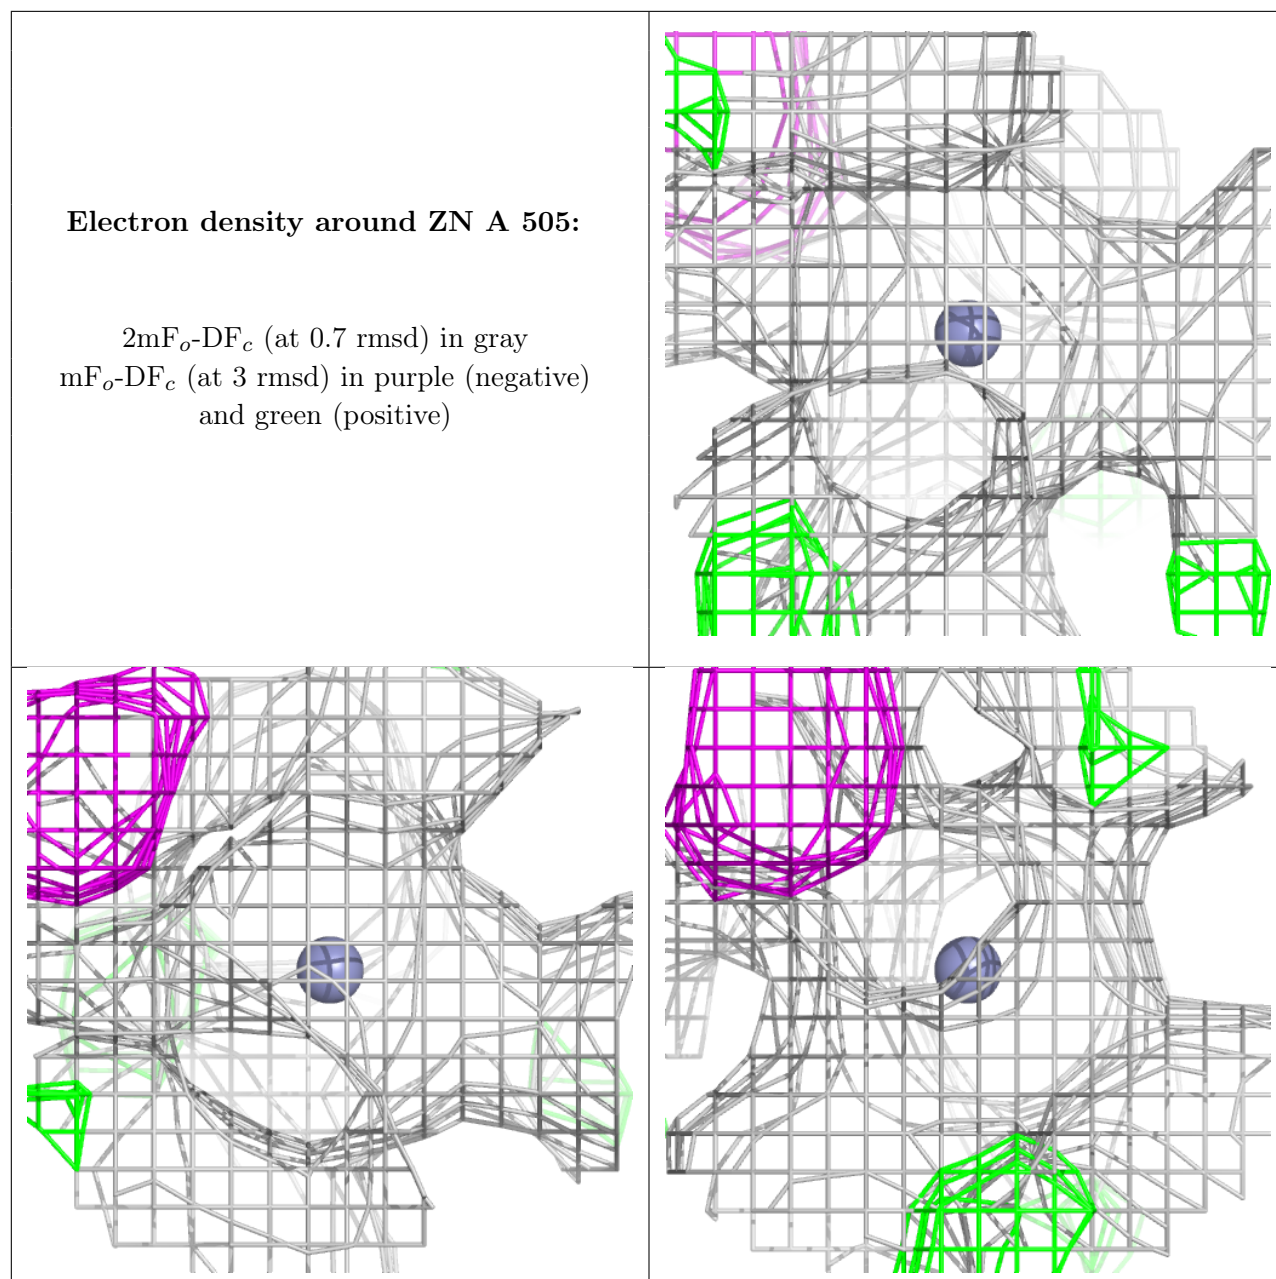 Electron density around ZN A 505:
2mFo-DFc (at 0.7 rmsd) in gray
mFo-DFc (at 3 rmsd) in purple (negative)
and green (positive)